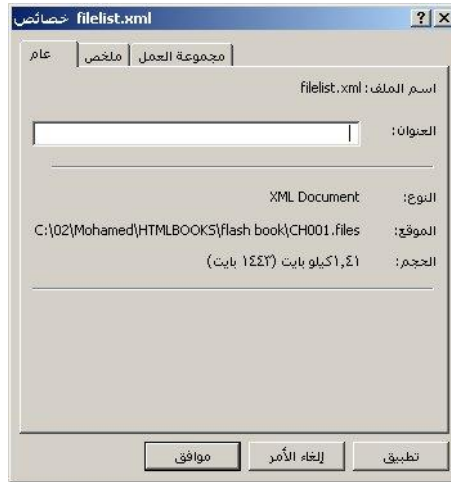 خصائص filelist.xml
عام
ملخص
مجموعة العمل
اسم الملف: filelist.xml
العنوان:
النوع: XML Document
الموقع: C:\02\Mohamed\HTMLBOOKS\flash book\CH001.files
الحجم: ١,٤١كيلو بايت (١٤٤٣ بايت)
موافق
إلغاء الأمر
تطبيق